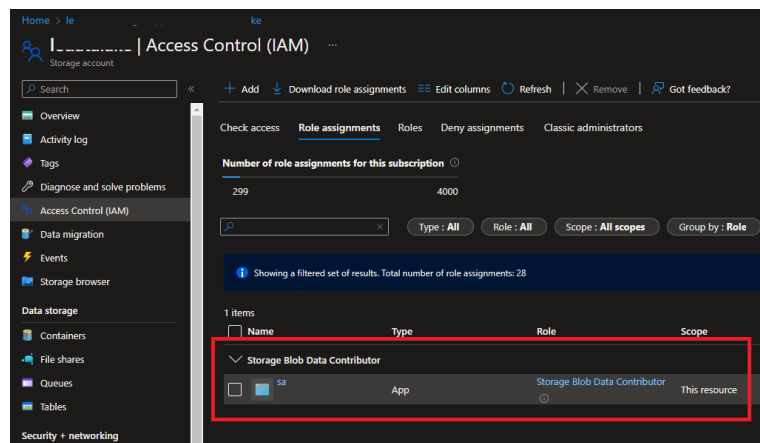 Home > le ke
| Access Control (IAM) ...
Storage account
Search «
+ Add Download role assignments Edit columns Refresh | Remove | Got feedback?
Overview
Activity log
Tags
Diagnose and solve problems
Access Control (IAM)
Data migration
Events
Storage browser
Data storage
Containers
File shares
Queues
Tables
Security + networking
Check access Role assignments Roles Deny assignments Classic administrators
Number of role assignments for this subscription
299 4000
Type : All Role : All Scope : All scopes Group by : Role
Showing a filtered set of results. Total number of role assignments: 28
1 items
Name Type Role Scope
Storage Blob Data Contributor
sa App Storage Blob Data Contributor This resource